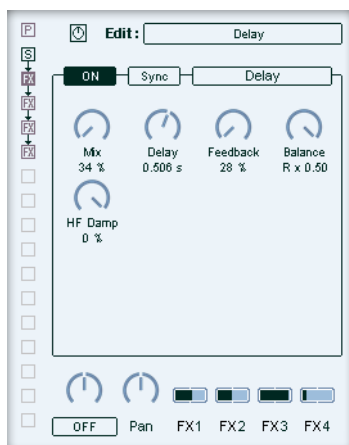 P
Edit: Delay
S
FX
ON Sync Delay
FX
FX
FX
Mix Delay Feedback Balance
34 % 0.506 s 28 % R x 0.50
HF Damp
0 %
OFF Pan FX1 FX2 FX3 FX4